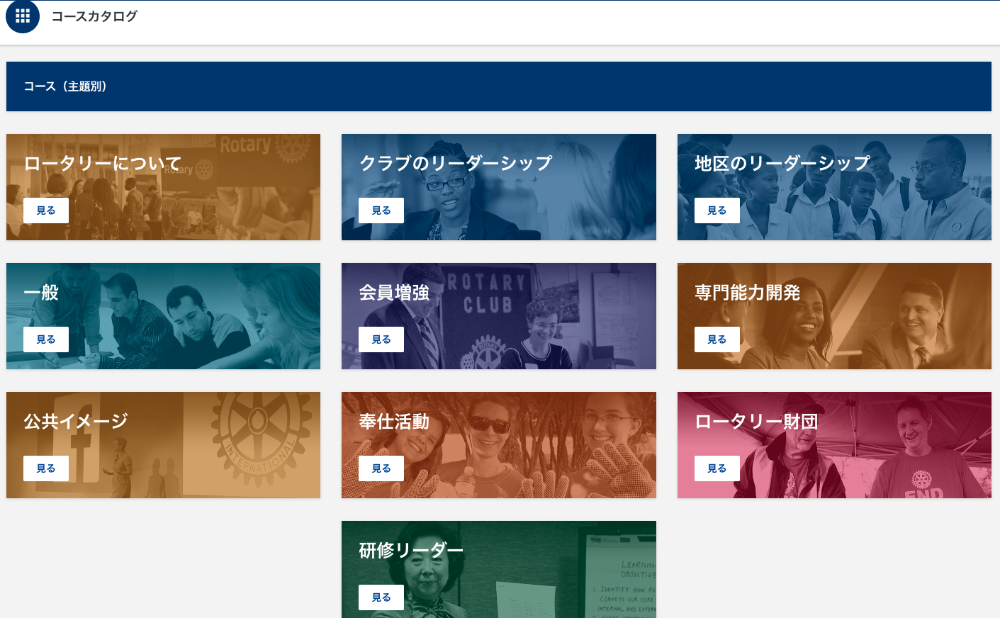 コースカタログ
コース（主題別）
ロータリーについて
Rotary
Rotary
見る
クラブのリーダーシップ
見る
地区のリーダーシップ
見る
一般
見る
会員増強
ROTARY
CLUB
ROTARY
見る
専門能力開発
見る
公共イメージ
f
INTERNATIONAL
見る
奉仕活動
見る
ロータリー財団
見る
END
研修リーダー
見る
LEARNING
OBJECTIVE
1. IDENTIFY HOW RO
CONVEYS OUR CORE
INTERNAL AND EXTERN